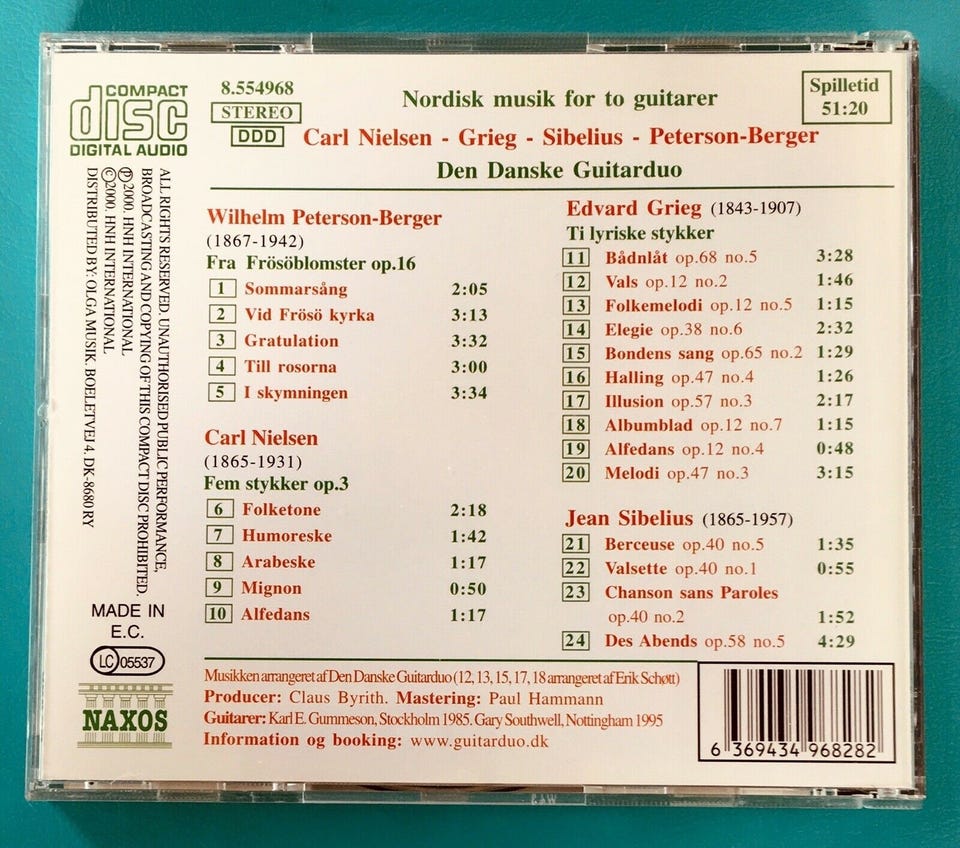 COMPACT
disc
DIGITAL AUDIO
8.554968
STEREO
DDD
Nordisk musik for to guitarer
Carl Nielsen - Grieg - Sibelius - Peterson-Berger
Den Danske Guitarduo
Spilletid
51:20
ALL RIGHTS RESERVED. UNAUTHORISED PUBLIC PERFORMANCE,
BROADCASTING AND COPYING OF THIS COMPACT DISC PROHIBITED.
Ⓟ2000. HNH INTERNATIONAL
©2000. HNH INTERNATIONAL
DISTRIBUTED BY: OLGA MUSIK. BOELETVEJ 4. DK-8680 RY
MADE IN
E.C.
LC 05537
NAXOS
Wilhelm Peterson-Berger
(1867-1942)
Fra Frösöblomster op.16
1 Sommarsång 2:05
2 Vid Frösö kyrka 3:13
3 Gratulation 3:32
4 Till rosorna 3:00
5 I skymningen 3:34
Carl Nielsen
(1865-1931)
Fem stykker op.3
6 Folketone 2:18
7 Humoreske 1:42
8 Arabeske 1:17
9 Mignon 0:50
10 Alfedans 1:17
Edvard Grieg (1843-1907)
Ti lyriske stykker
11 Bådnlåt op.68 no.5 3:28
12 Vals op.12 no.2 1:46
13 Folkemelodi op.12 no.5 1:15
14 Elegie op.38 no.6 2:32
15 Bondens sang op.65 no.2 1:29
16 Halling op.47 no.4 1:26
17 Illusion op.57 no.3 2:17
18 Albumblad op.12 no.7 1:15
19 Alfedans op.12 no.4 0:48
20 Melodi op.47 no.3 3:15
Jean Sibelius (1865-1957)
21 Berceuse op.40 no.5 1:35
22 Valsette op.40 no.1 0:55
23 Chanson sans Paroles
op.40 no.2 1:52
24 Des Abends op.58 no.5 4:29
Musikken arrangeret af Den Danske Guitarduo (12, 13, 15, 17, 18 arrangeret af Erik Schøtt)
Producer: Claus Byrith. Mastering: Paul Hammann
Guitarer: Karl E. Gummeson, Stockholm 1985. Gary Southwell, Nottingham 1995
Information og booking: www.guitarduo.dk
6 369434 968282